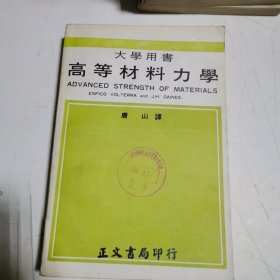 大學用書
高等材料力學
ADVANCED STRENGTH OF MATERIALS
ENRICO VOLTERRA and J.H. GAINES
唐山譯
正文書局印行